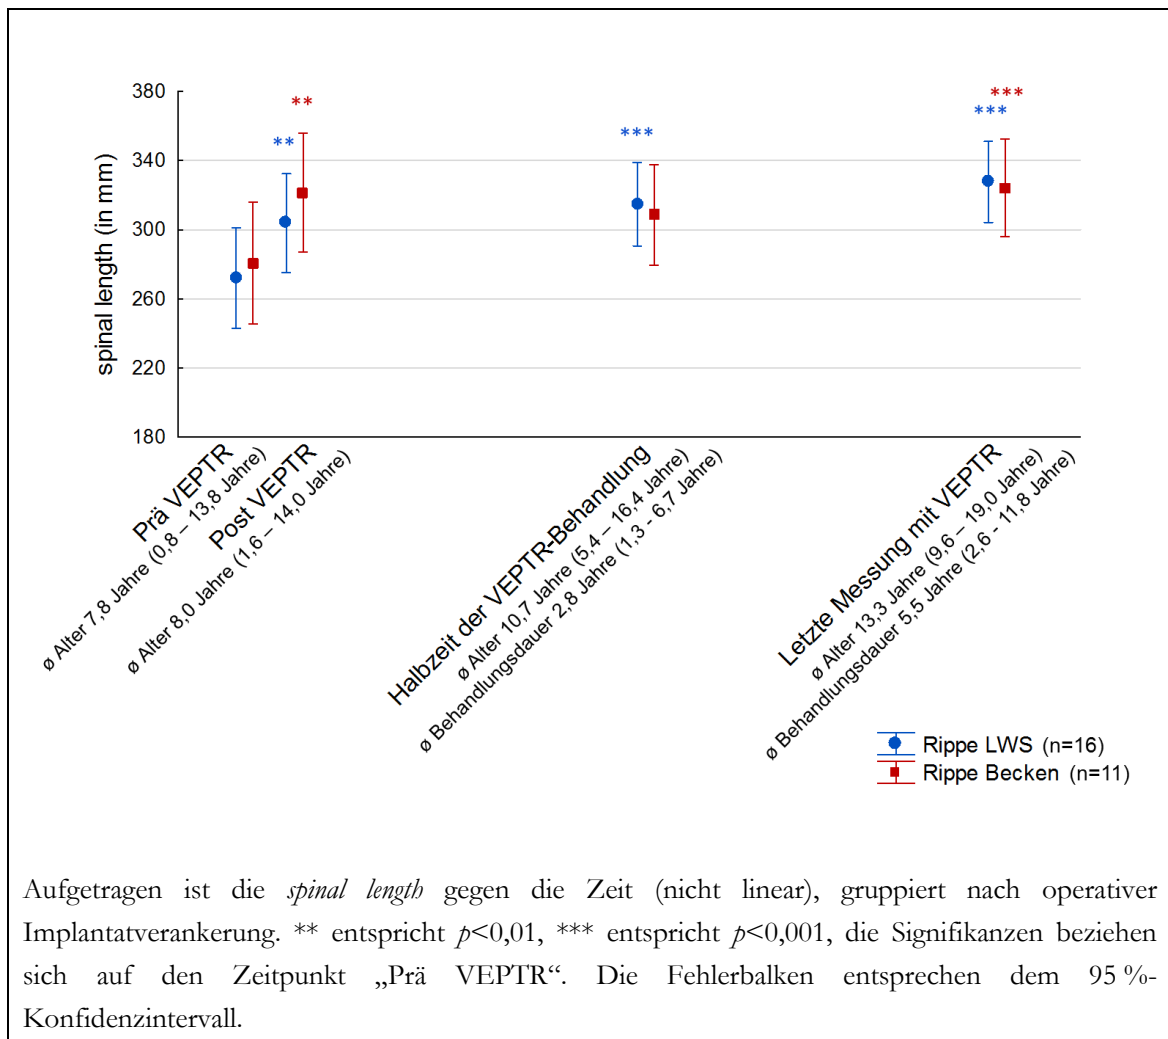 380
340
300
260
220
180
spinal length (in mm)
**
**
***
***
***
Prä VEPTR
ø Alter 7,8 Jahre (0,8 – 13,8 Jahre)
Post VEPTR
ø Alter 8,0 Jahre (1,6 – 14,0 Jahre)
Halbzeit der VEPTR-Behandlung
ø Alter 10,7 Jahre (5,4 – 16,4 Jahre)
ø Behandlungsdauer 2,8 Jahre (1,3 - 6,7 Jahre)
Letzte Messung mit VEPTR
ø Alter 13,3 Jahre (9,6 – 19,0 Jahre)
ø Behandlungsdauer 5,5 Jahre (2,6 - 11,8 Jahre)
Rippe LWS (n=16)
Rippe Becken (n=11)
Aufgetragen ist die spinal length gegen die Zeit (nicht linear), gruppiert nach operativer
Implantatverankerung. ** entspricht p<0,01, *** entspricht p<0,001, die Signifikanzen beziehen
sich auf den Zeitpunkt „Prä VEPTR“. Die Fehlerbalken entsprechen dem 95 %-
Konfidenzintervall.